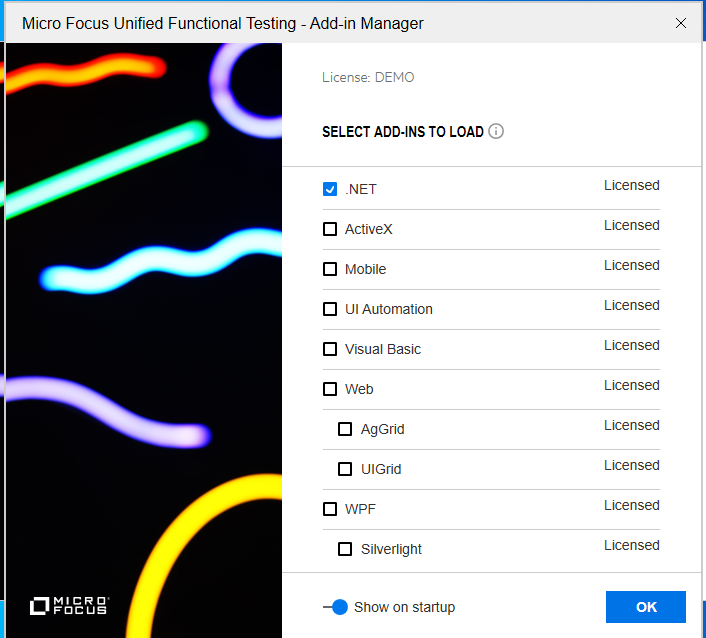 Micro Focus Unified Functional Testing - Add-in Manager
License: DEMO
SELECT ADD-INS TO LOAD
.NET Licensed
ActiveX Licensed
Mobile Licensed
UI Automation Licensed
Visual Basic Licensed
Web Licensed
AgGrid Licensed
UIGrid Licensed
WPF Licensed
Silverlight Licensed
MICRO
FOCUS
Show on startup
OK